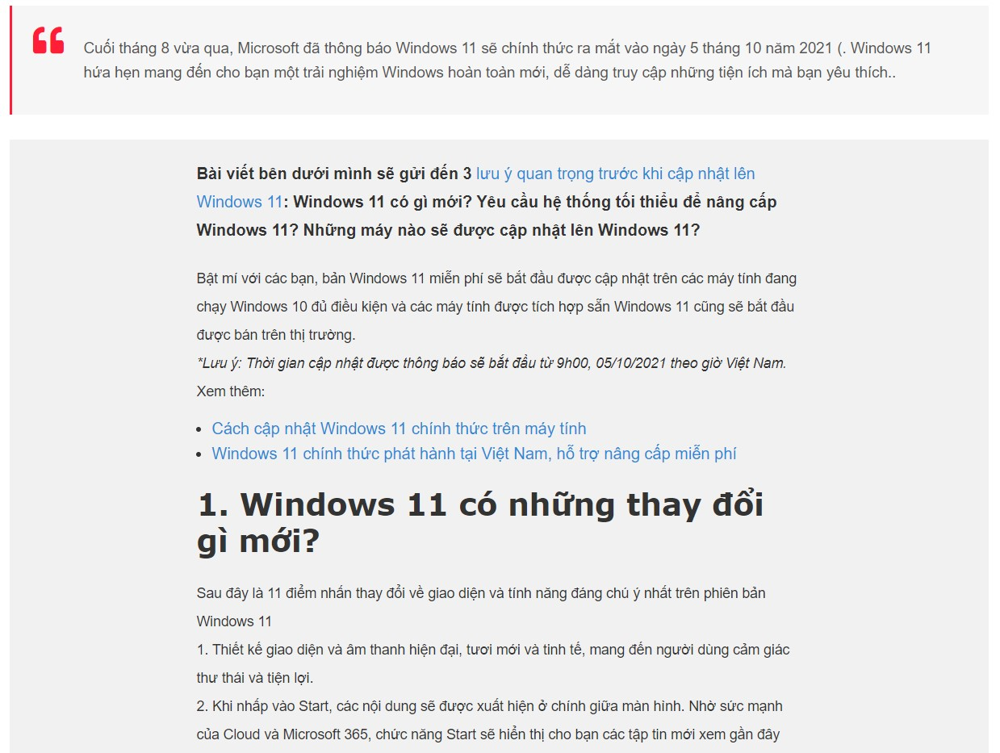 Cuối tháng 8 vừa qua, Microsoft đã thông báo Windows 11 sẽ chính thức ra mắt vào ngày 5 tháng 10 năm 2021 (. Windows 11
hứa hẹn mang đến cho bạn một trải nghiệm Windows hoàn toàn mới, dễ dàng truy cập những tiện ích mà bạn yêu thích..
Bài viết bên dưới mình sẽ gửi đến 3 lưu ý quan trọng trước khi cập nhật lên
Windows 11: Windows 11 có gì mới? Yêu cầu hệ thống tối thiểu để nâng cấp
Windows 11? Những máy nào sẽ được cập nhật lên Windows 11?
Bật mí với các bạn, bản Windows 11 miễn phí sẽ bắt đầu được cập nhật trên các máy tính đang
chạy Windows 10 đủ điều kiện và các máy tính được tích hợp sẵn Windows 11 cũng sẽ bắt đầu
được bán trên thị trường.
*Lưu ý: Thời gian cập nhật được thông báo sẽ bắt đầu từ 9h00, 05/10/2021 theo giờ Việt Nam.
Xem thêm:
• Cách cập nhật Windows 11 chính thức trên máy tính
• Windows 11 chính thức phát hành tại Việt Nam, hỗ trợ nâng cấp miễn phí
1. Windows 11 có những thay đổi
gì mới?
Sau đây là 11 điểm nhấn thay đổi về giao diện và tính năng đáng chú ý nhất trên phiên bản
Windows 11
1. Thiết kế giao diện và âm thanh hiện đại, tươi mới và tinh tế, mang đến người dùng cảm giác
thư thái và tiện lợi.
2. Khi nhấp vào Start, các nội dung sẽ được xuất hiện ở chính giữa màn hình. Nhờ sức mạnh
của Cloud và Microsoft 365, chức năng Start sẽ hiển thị cho bạn các tập tin mới xem gần đây